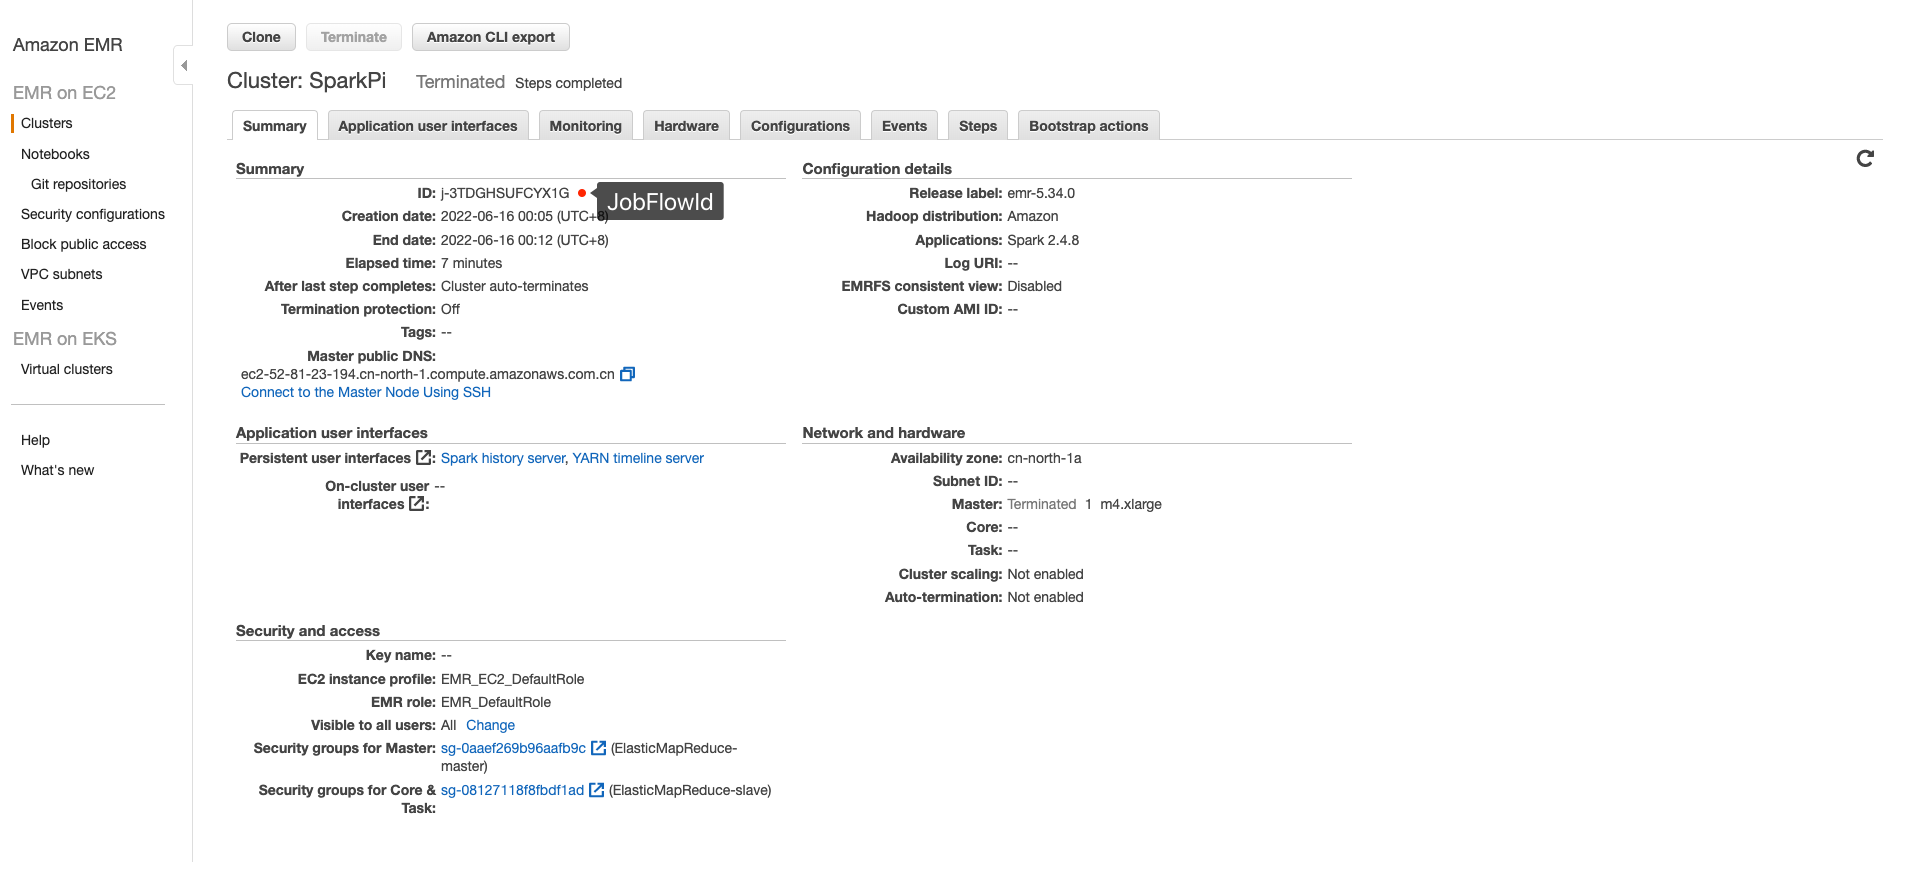 Amazon EMR
EMR on EC2
Clusters
Notebooks
Git repositories
Security configurations
Block public access
VPC subnets
Events
EMR on EKS
Virtual clusters
Help
What's new
Clone
Terminate
Amazon CLI export
Cluster: SparkPi Terminated Steps completed
Summary
Application user interfaces
Monitoring
Hardware
Configurations
Events
Steps
Bootstrap actions
Summary
ID: j-3TDGHSUFCYX1G
JobFlowId
Creation date: 2022-06-16 00:05 (UTC+8)
End date: 2022-06-16 00:12 (UTC+8)
Elapsed time: 7 minutes
After last step completes: Cluster auto-terminates
Termination protection: Off
Tags: --
Master public DNS:
ec2-52-81-23-194.cn-north-1.compute.amazonaws.com.cn
Connect to the Master Node Using SSH
Configuration details
Release label: emr-5.34.0
Hadoop distribution: Amazon
Applications: Spark 2.4.8
Log URI: --
EMRFS consistent view: Disabled
Custom AMI ID: --
Application user interfaces
Persistent user interfaces : Spark history server, YARN timeline server
On-cluster user --
interfaces :
Network and hardware
Availability zone: cn-north-1a
Subnet ID: --
Master: Terminated 1 m4.xlarge
Core: --
Task: --
Cluster scaling: Not enabled
Auto-termination: Not enabled
Security and access
Key name: --
EC2 instance profile: EMR_EC2_DefaultRole
EMR role: EMR_DefaultRole
Visible to all users: All Change
Security groups for Master: sg-0aaef269b96aafb9c (ElasticMapReduce-
master)
Security groups for Core & sg-08127118f8fbdf1ad (ElasticMapReduce-slave)
Task: